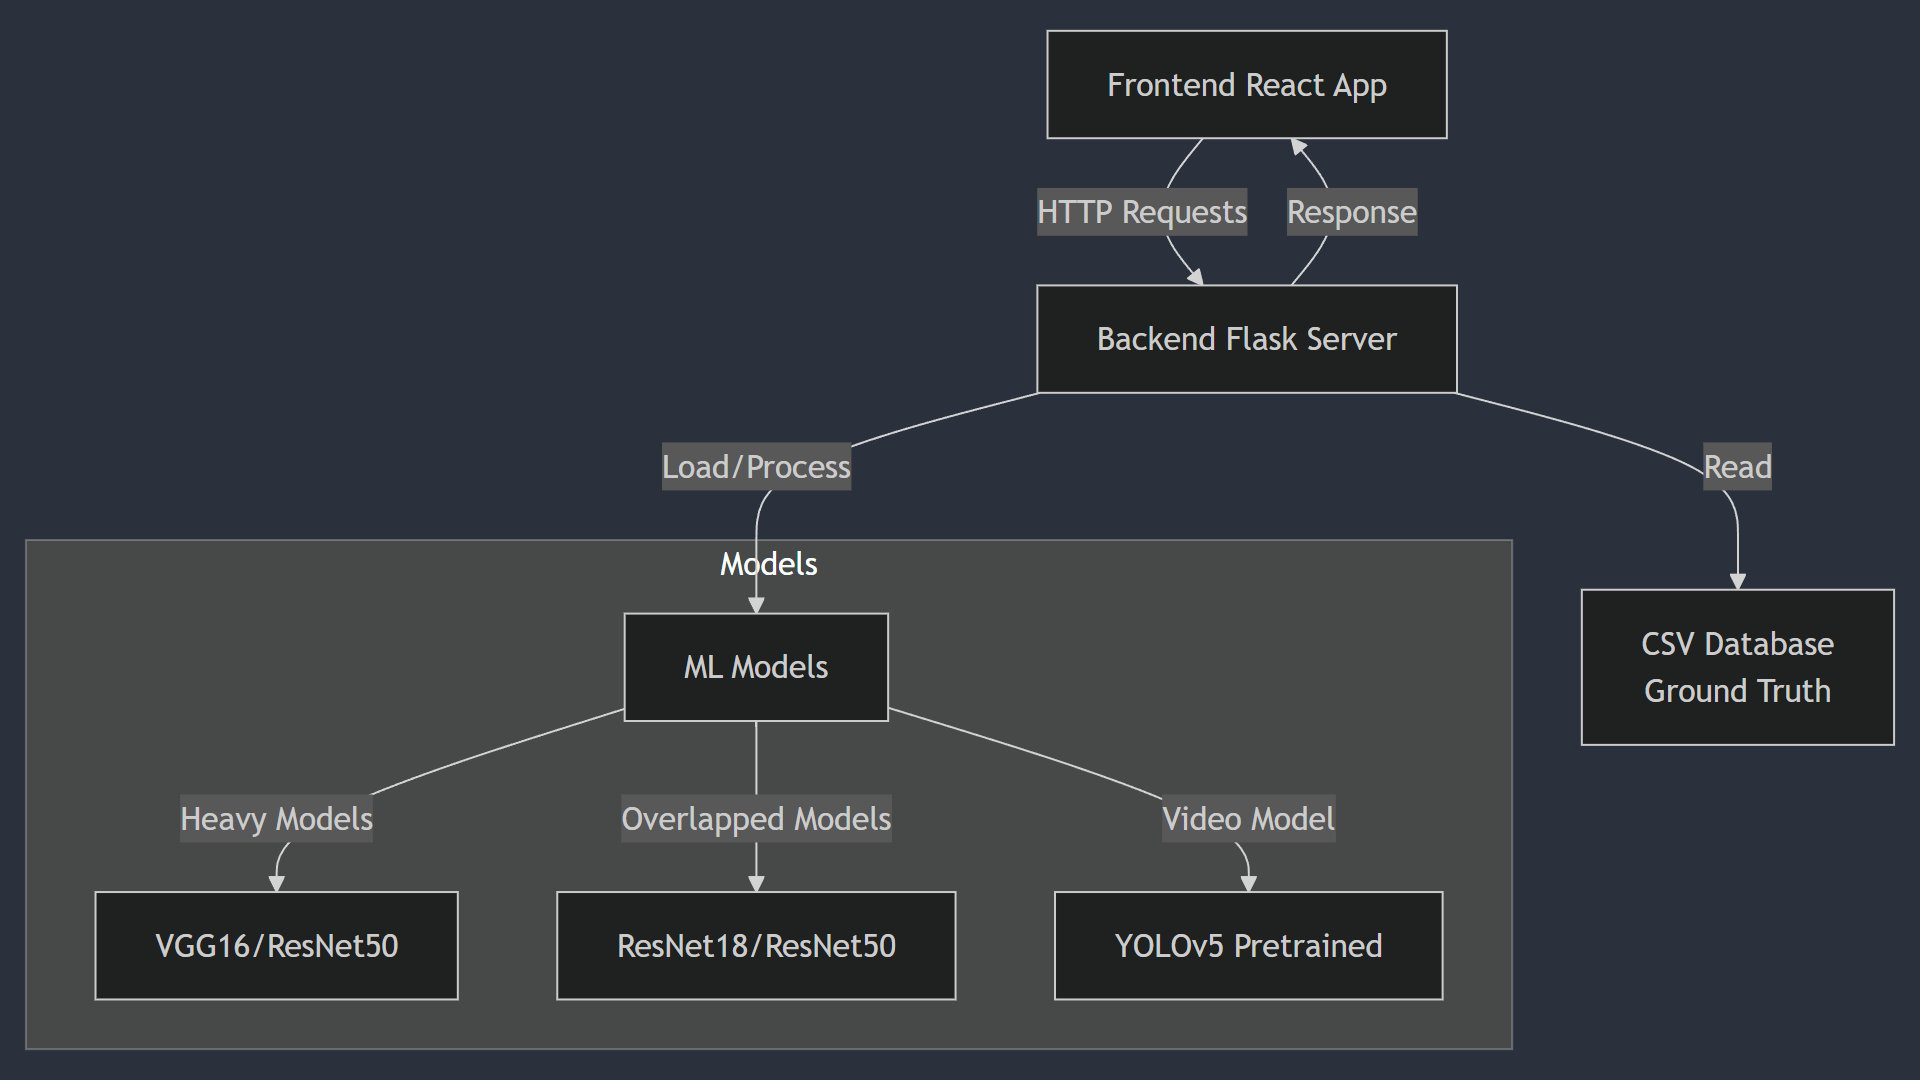 Frontend React App
HTTP Requests
Response
Backend Flask Server
Load/Process
Read
Models
ML Models
CSV Database
Ground Truth
Heavy Models
Overlapped Models
Video Model
VGG16/ResNet50
ResNet18/ResNet50
YOLOv5 Pretrained